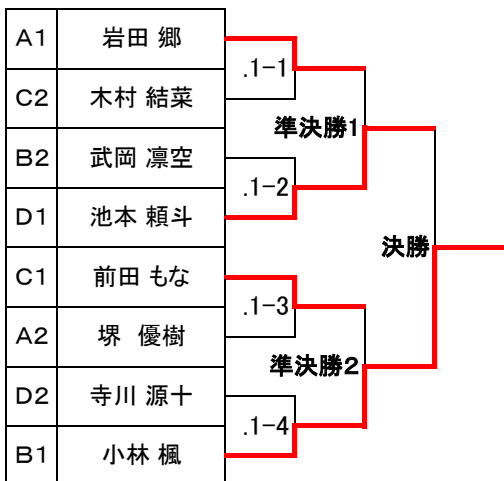 A1 岩田 郷
.1-1
C2 木村 結菜
準決勝1
B2 武岡 凛空
.1-2
D1 池本 頼斗
決勝
C1 前田 もな
.1-3
A2 堺 優樹
準決勝2
D2 寺川 源十
.1-4
B1 小林 楓